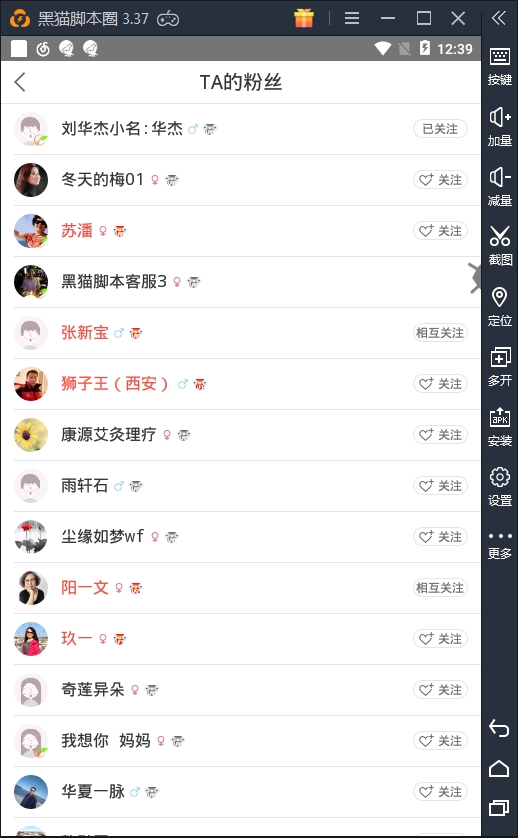 黑猫脚本圈 3.37
12:39
TA的粉丝
刘华杰小名:华杰 已关注
冬天的梅01 关注
苏潘 关注
黑猫脚本客服3
张新宝 相互关注
狮子王（西安） 关注
康源艾灸理疗 关注
雨轩石 关注
尘缘如梦wf 关注
阳一文 相互关注
玖一 关注
奇莲异朵 关注
我想你 妈妈 关注
华夏一脉 关注
按键
加量
减量
截图
定位
多开
APK
安装
设置
更多